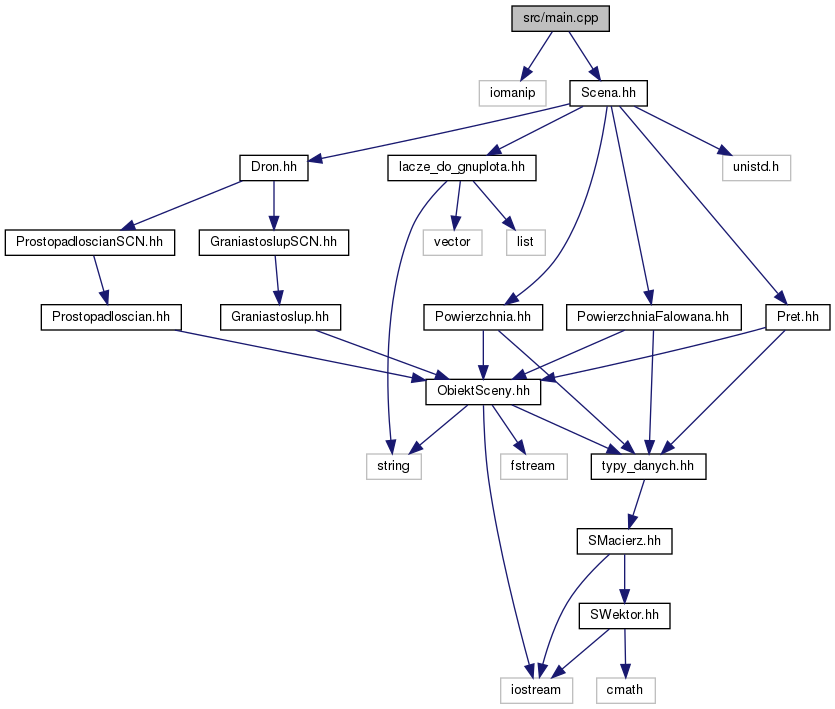 src/main.cpp
iomanip
Scena.hh
Dron.hh
lacze_do_gnuplota.hh
unistd.h
ProstopadloscianSCN.hh
GraniastoslupSCN.hh
vector
list
Prostopadloscian.hh
Graniastoslup.hh
Powierzchnia.hh
PowierzchniaFalowana.hh
Pret.hh
ObiektSceny.hh
string
fstream
typy_danych.hh
SMacierz.hh
SWektor.hh
iostream
cmath